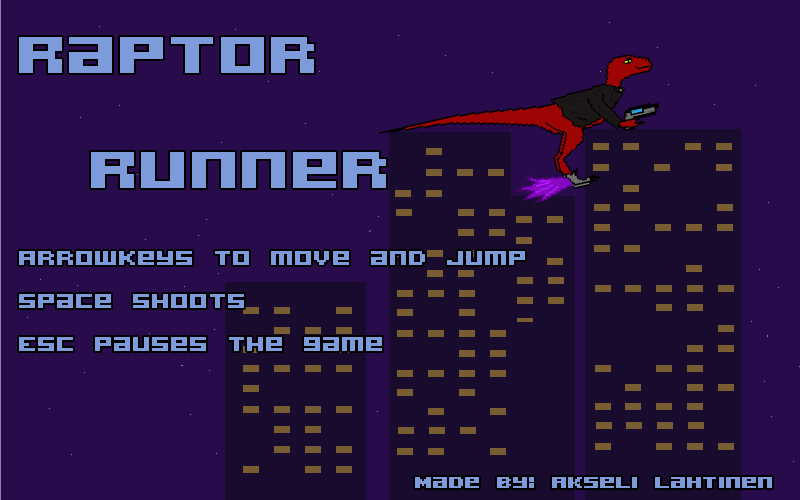 RaPTOR
RUNNER
ARROWKEYS TO MOVE AND JUMP
SPACE SHOOTS
ESC PAUSES THE GAME
MADE BY: AKSELI LAHTINEN